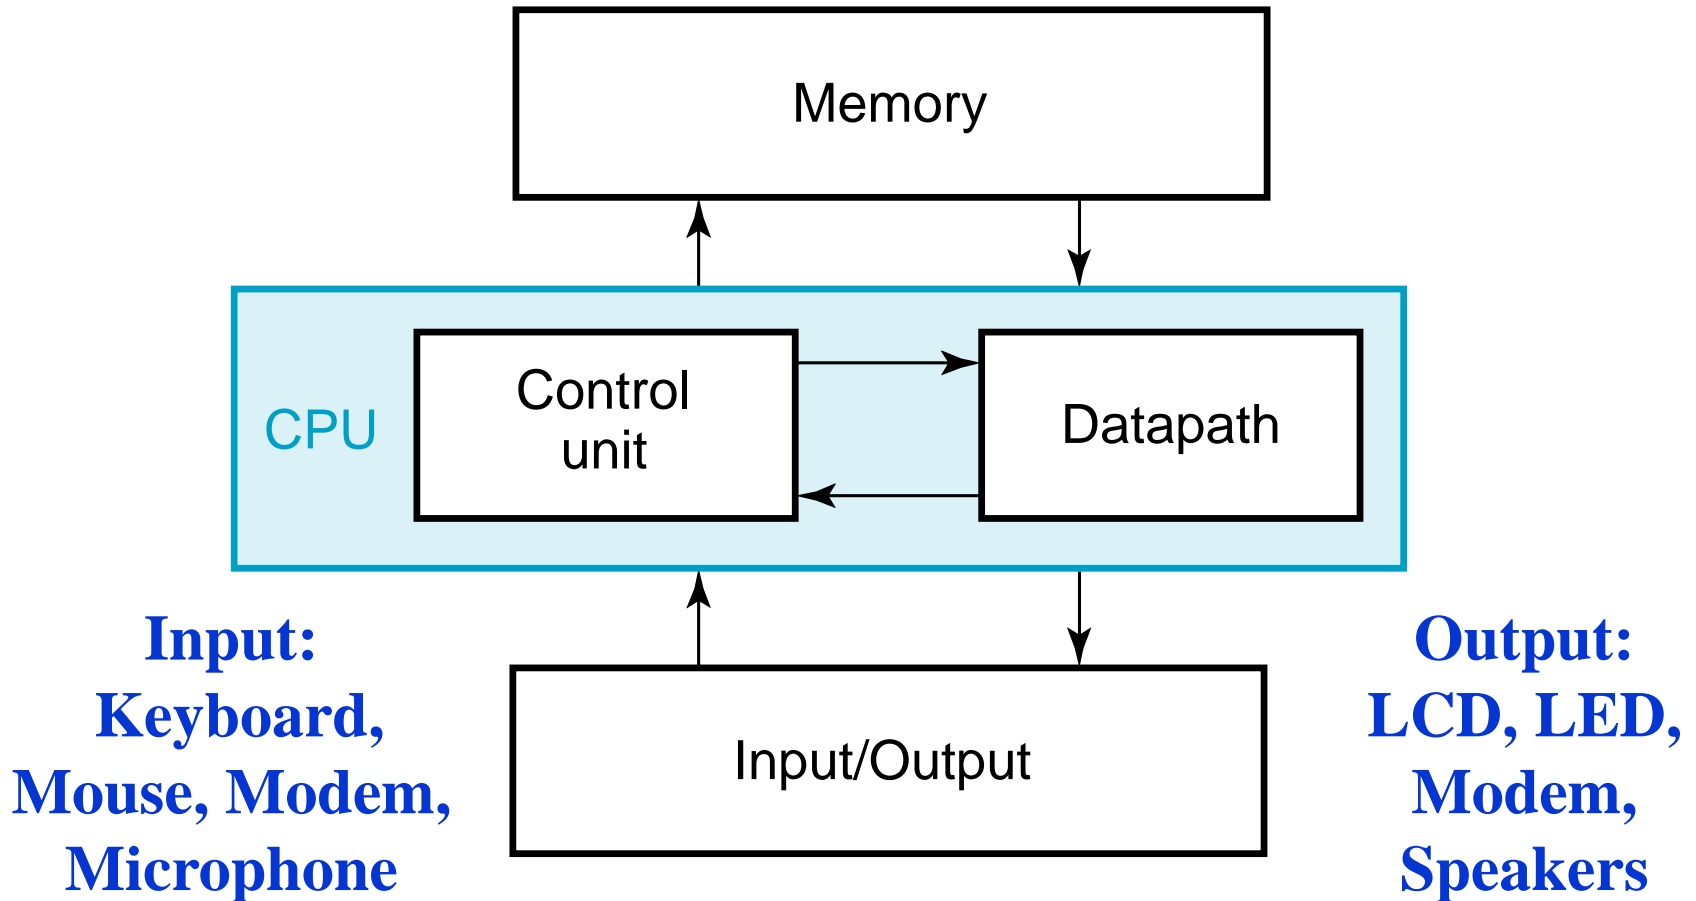 Memory
CPU
Control
unit
Datapath
Input:
Keyboard,
Mouse, Modem,
Microphone
Input/Output
Output:
LCD, LED,
Modem,
Speakers